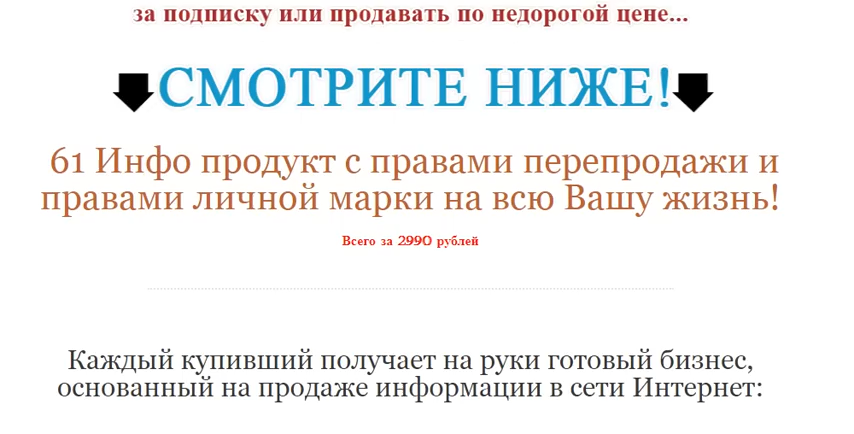 за подписку или продавать по недорогой цене...
СМОТРИТЕ НИЖЕ!
61 Инфо продукт с правами перепродажи и
правами личной марки на всю Вашу жизнь!
Всего за 2990 рублей
Каждый купивший получает на руки готовый бизнес,
основанный на продаже информации в сети Интернет: